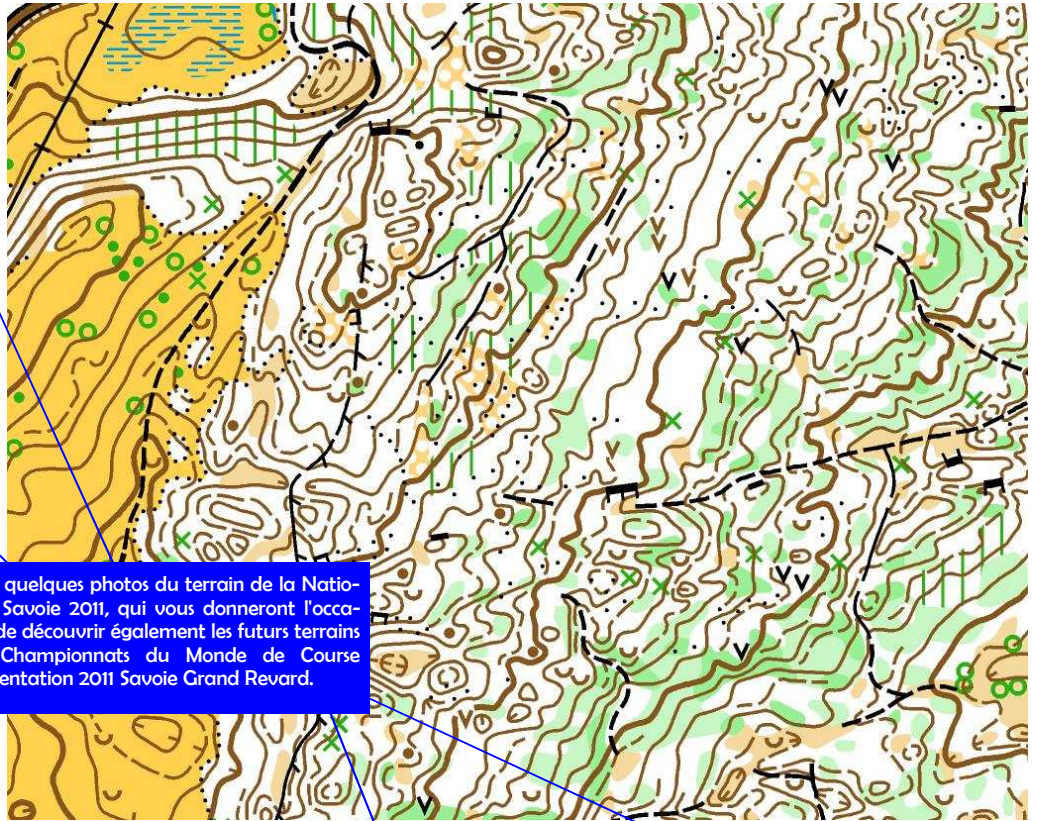 quelques photos du terrain de la Natio-
Savoie 2011, qui vous donneront l'occa-
de découvrir également les futurs terrains
Championnats du Monde de Course
entation 2011 Savoie Grand Revard.